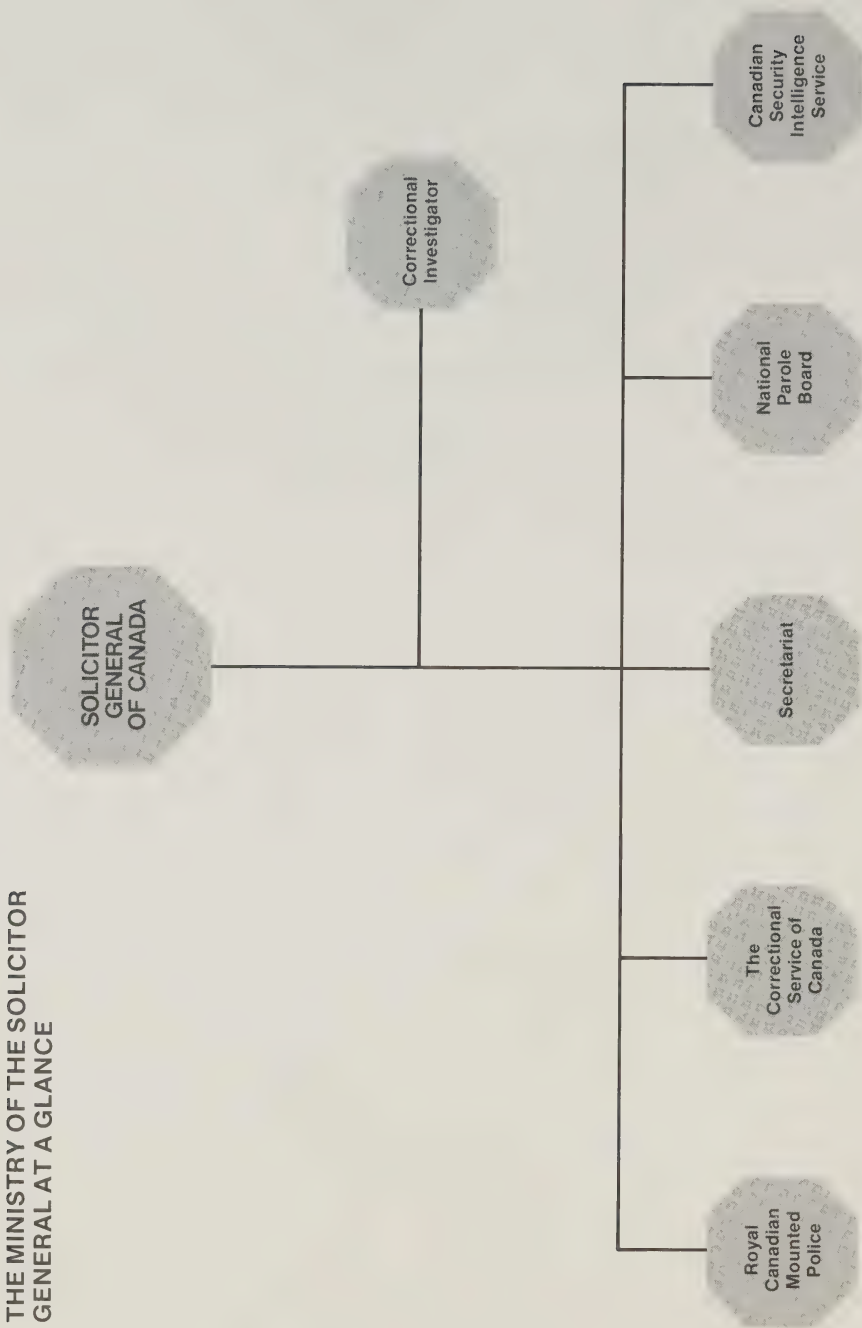 THE MINISTRY OF THE SOLICITOR
GENERAL AT A GLANCE
SOLICITOR
GENERAL
OF CANADA
Correctional
Investigator
Royal
Canadian
Mounted
Police
The
Correctional
Service of
Canada
Secretariat
National
Parole
Board
Canadian
Security
Intelligence
Service